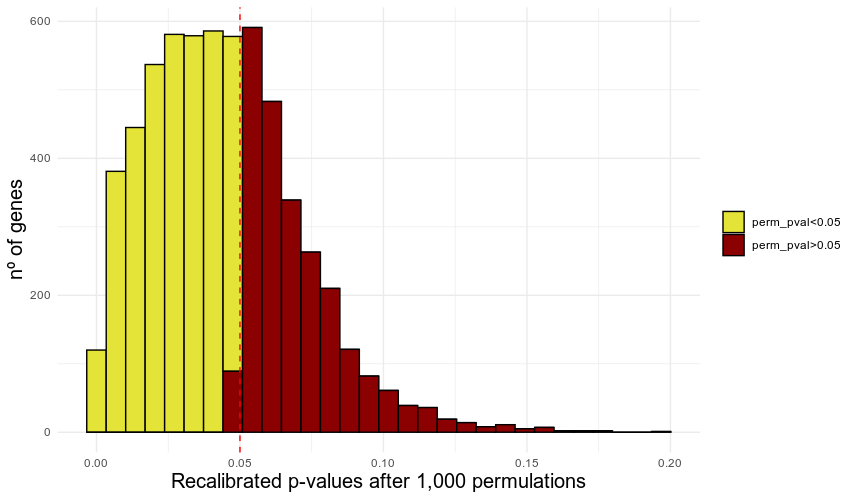 600
400
200
0
nº of genes
0.00
0.05
0.10
0.15
0.20
Recalibrated p-values after 1,000 permulations
perm_pval<0.05
perm_pval>0.05